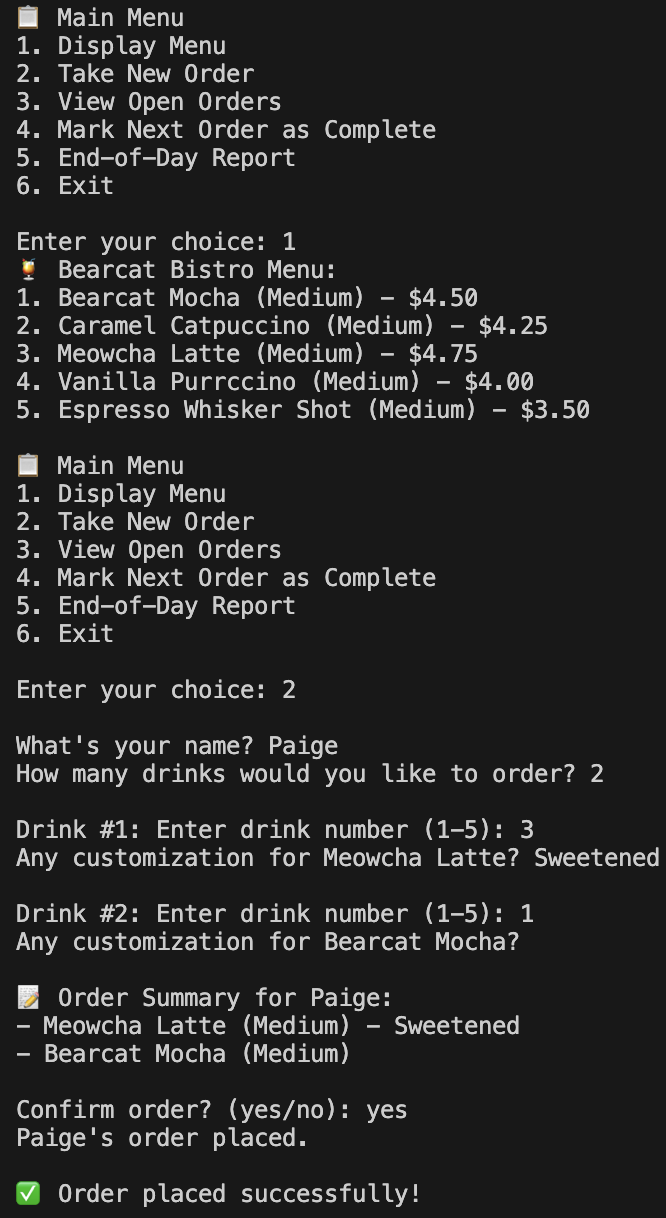 📋 Main Menu
1. Display Menu
2. Take New Order
3. View Open Orders
4. Mark Next Order as Complete
5. End-of-Day Report
6. Exit
Enter your choice: 1
🍹 Bearcat Bistro Menu:
1. Bearcat Mocha (Medium) - $4.50
2. Caramel Catpuccino (Medium) - $4.25
3. Meowcha Latte (Medium) - $4.75
4. Vanilla Purrccino (Medium) - $4.00
5. Espresso Whisker Shot (Medium) - $3.50
📋 Main Menu
1. Display Menu
2. Take New Order
3. View Open Orders
4. Mark Next Order as Complete
5. End-of-Day Report
6. Exit
Enter your choice: 2
What's your name? Paige
How many drinks would you like to order? 2
Drink #1: Enter drink number (1-5): 3
Any customization for Meowcha Latte? Sweetened
Drink #2: Enter drink number (1-5): 1
Any customization for Bearcat Mocha?
📝 Order Summary for Paige:
- Meowcha Latte (Medium) - Sweetened
- Bearcat Mocha (Medium)
Confirm order? (yes/no): yes
Paige's order placed.
✅ Order placed successfully!